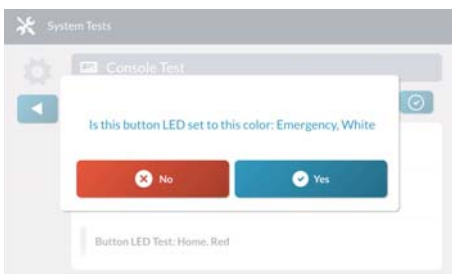 System Tests
Console Test
Is this button LED set to this color: Emergency, White
No
Yes
Button LED Test: Home, Red